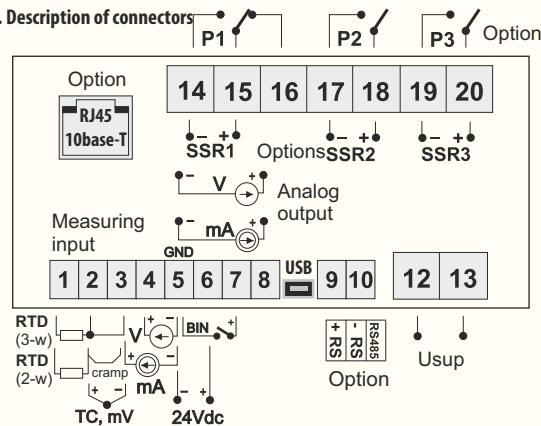 . Description of connectors
P1 P2 P3 Option
Option
RJ45
10base-T
14 15 16 17 18 19 20
- + - + - +
SSR1 Options SSR2 SSR3
- V +
Analog
output
- mA +
Measuring
input
GND
1 2 3 4 5 6 7 8 USB 9 10 12 13
RTD
(3-w)
+ V - BIN +
RTD
(2-w)
cramp
+ mA -
+ -
TC, mV
- +
24Vdc
+ RS
- RS
RS485
Option
Usup